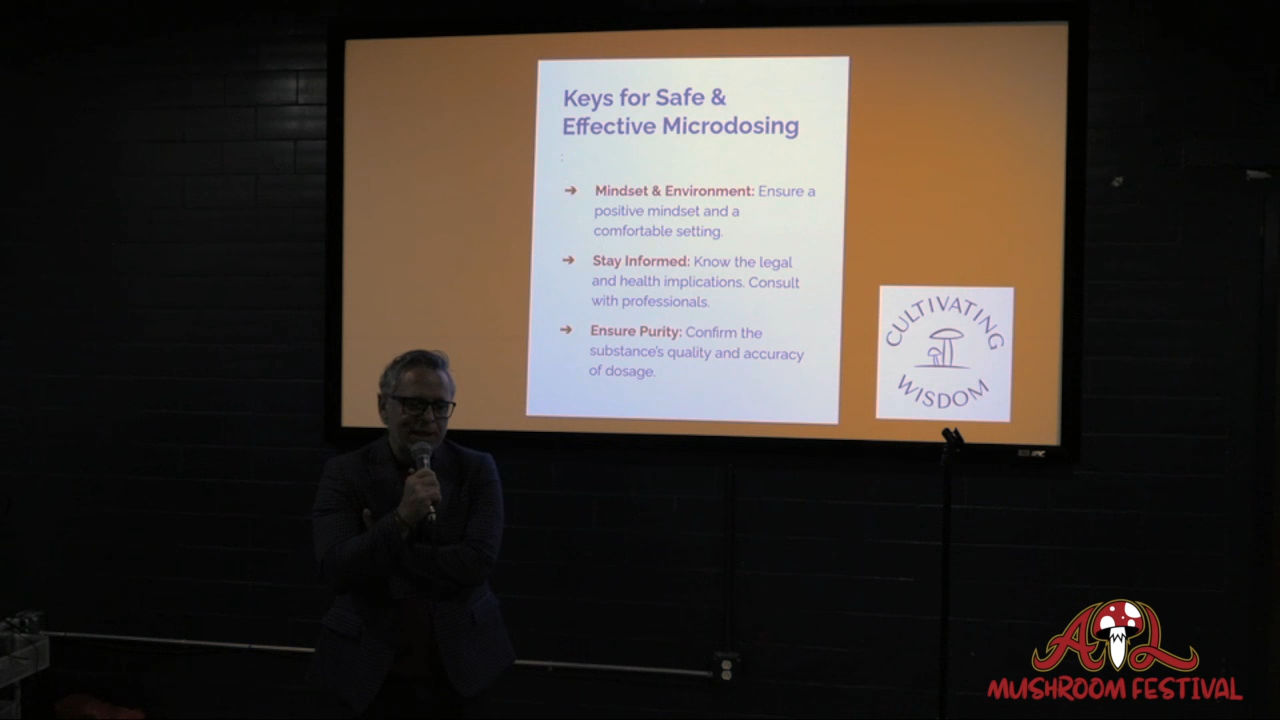 Keys for Safe &
Effective Microdosing
:
➔ Mindset & Environment: Ensure a
positive mindset and a
comfortable setting.
➔ Stay Informed: Know the legal
and health implications. Consult
with professionals.
➔ Ensure Purity: Confirm the
substance's quality and accuracy
of dosage.
CULTIVATING
WISDOM
ATL
MUSHROOM FESTIVAL